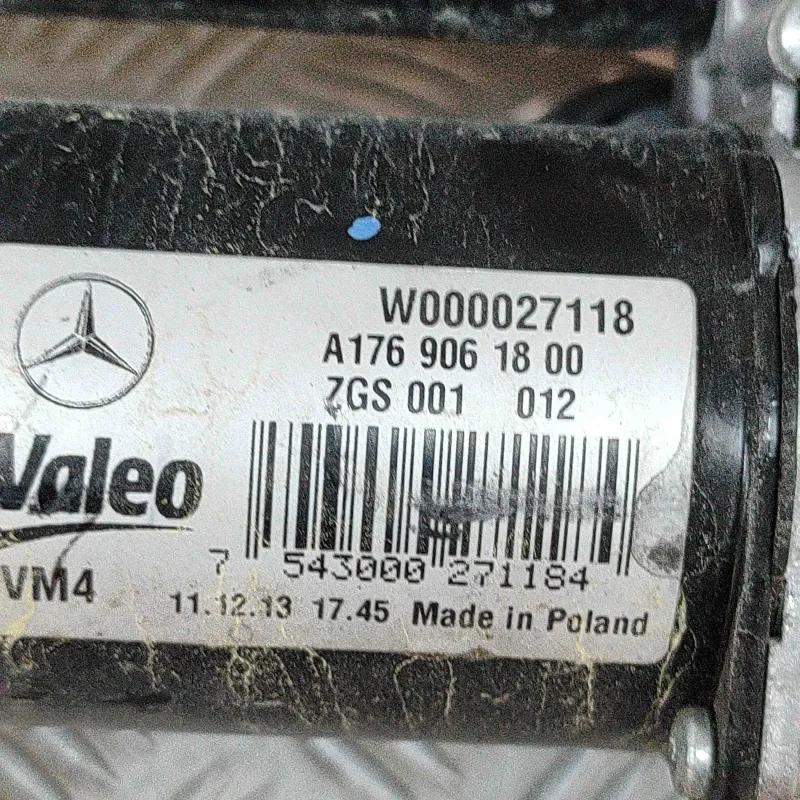 W000027118
A176 906 18 00
ZGS 001 012
Valeo
7 543000 271184
VM4
11.12.13 17.45 Made in Poland